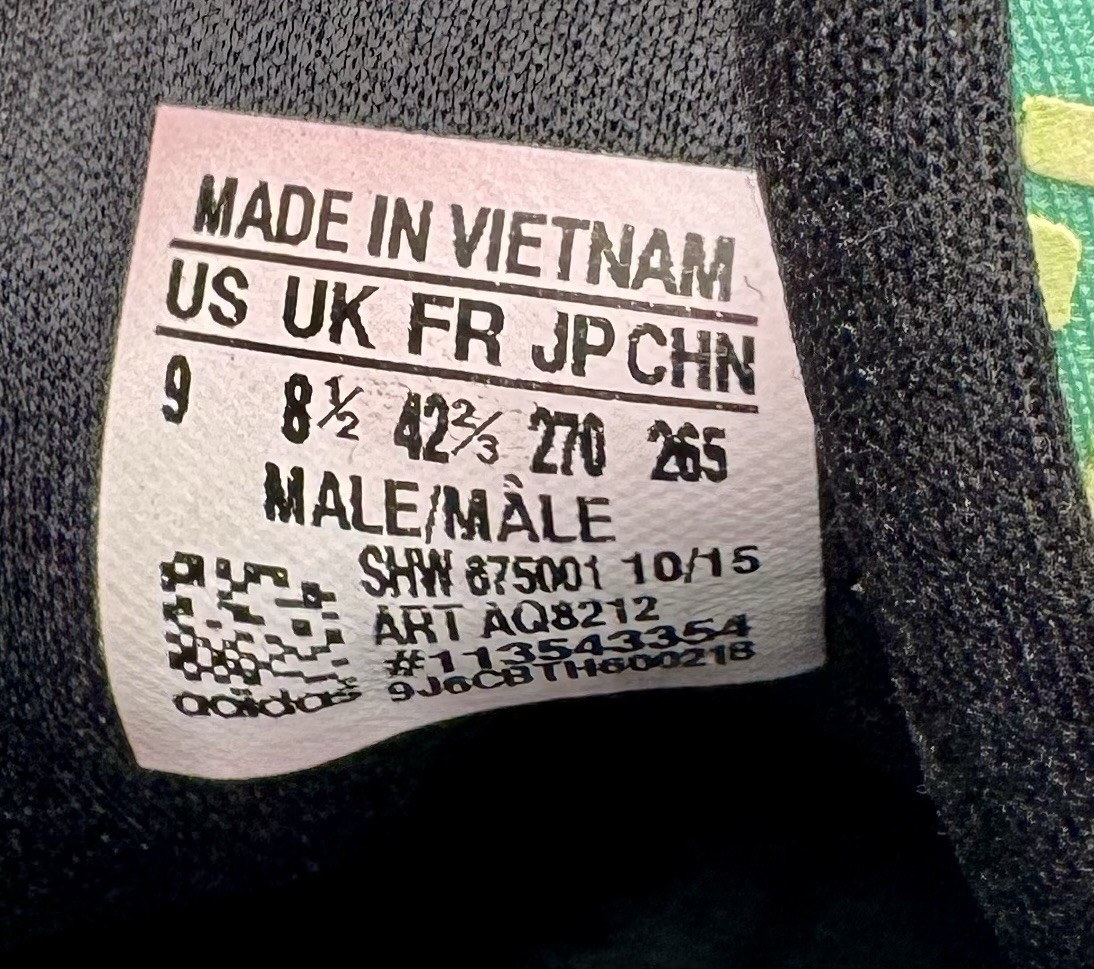 MADE IN VIETNAM
US UK FR JP CHN
9 8½ 42⅔ 270 265
MALE/MÀLE
SHW 675001 10/15
ART AQ8212
#113543354
9J6CBTH600218
adidas